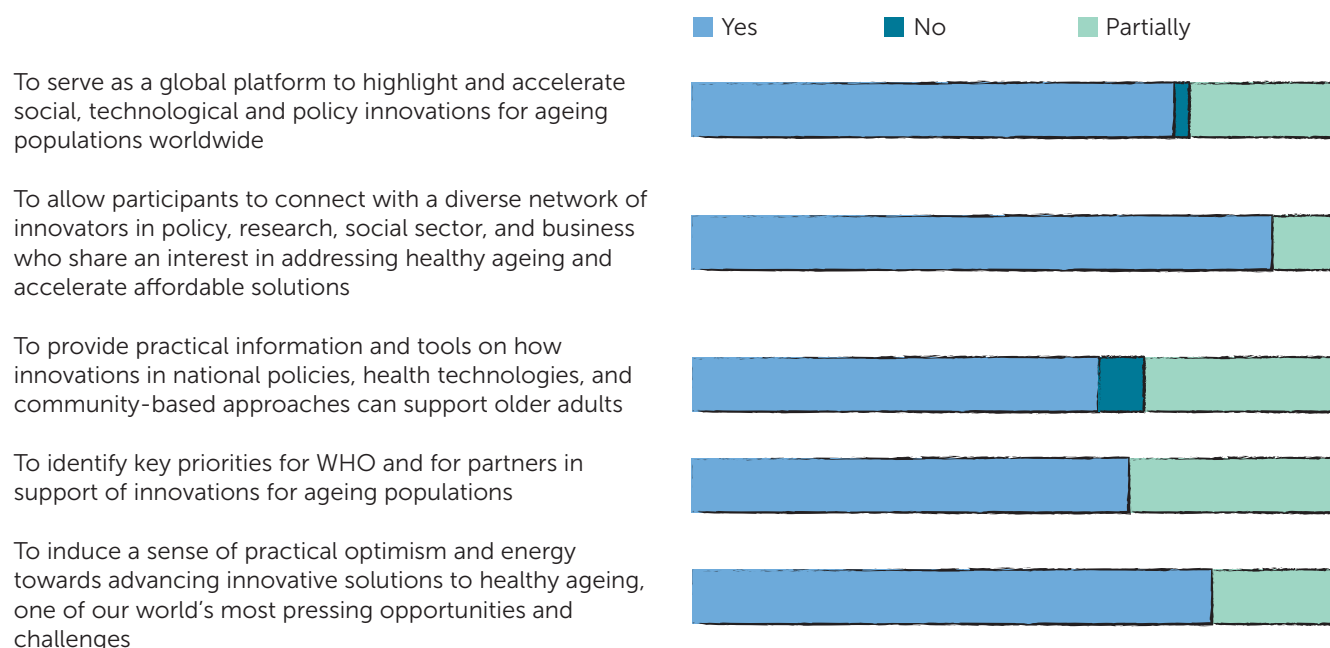 Yes
No
Partially
To serve as a global platform to highlight and accelerate
social, technological and policy innovations for ageing
populations worldwide
To allow participants to connect with a diverse network of
innovators in policy, research, social sector, and business
who share an interest in addressing healthy ageing and
accelerate affordable solutions
To provide practical information and tools on how
innovations in national policies, health technologies, and
community-based approaches can support older adults
To identify key priorities for WHO and for partners in
support of innovations for ageing populations
To induce a sense of practical optimism and energy
towards advancing innovative solutions to healthy ageing,
one of our world's most pressing opportunities and
challenges